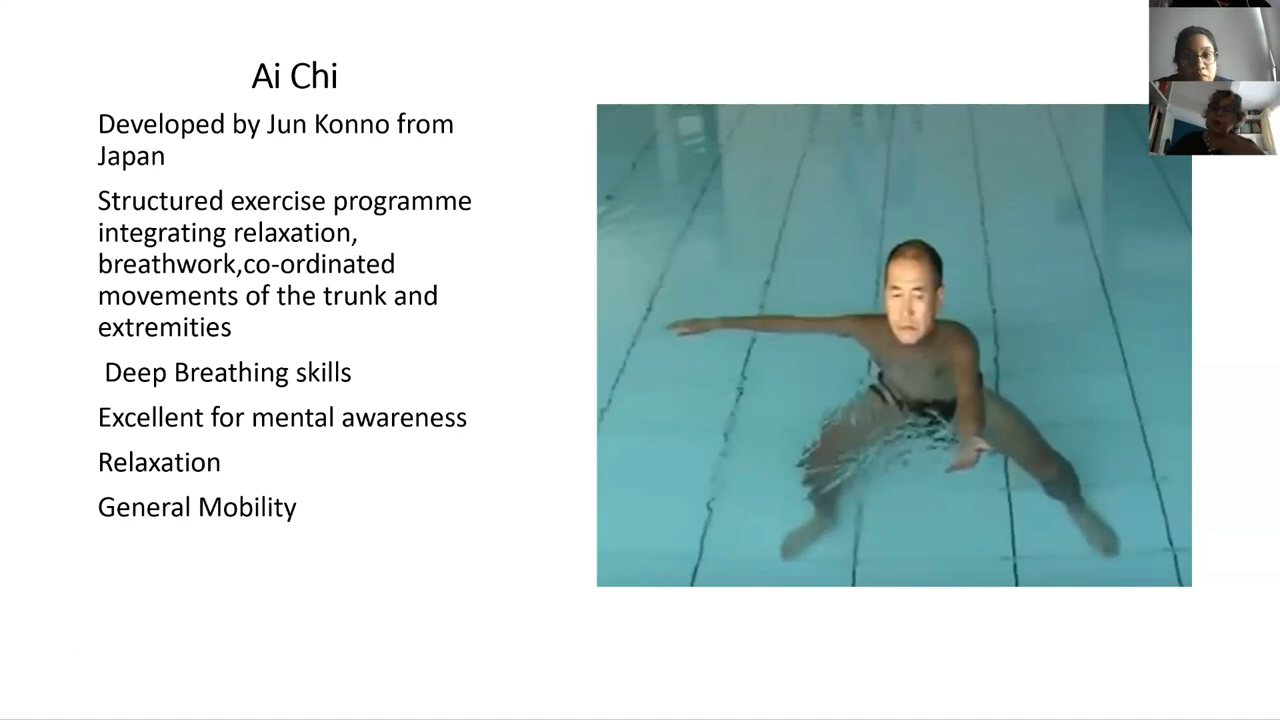 Ai Chi
Developed by Jun Konno from
Japan
Structured exercise programme
integrating relaxation,
breathwork,co-ordinated
movements of the trunk and
extremities
Deep Breathing skills
Excellent for mental awareness
Relaxation
General Mobility